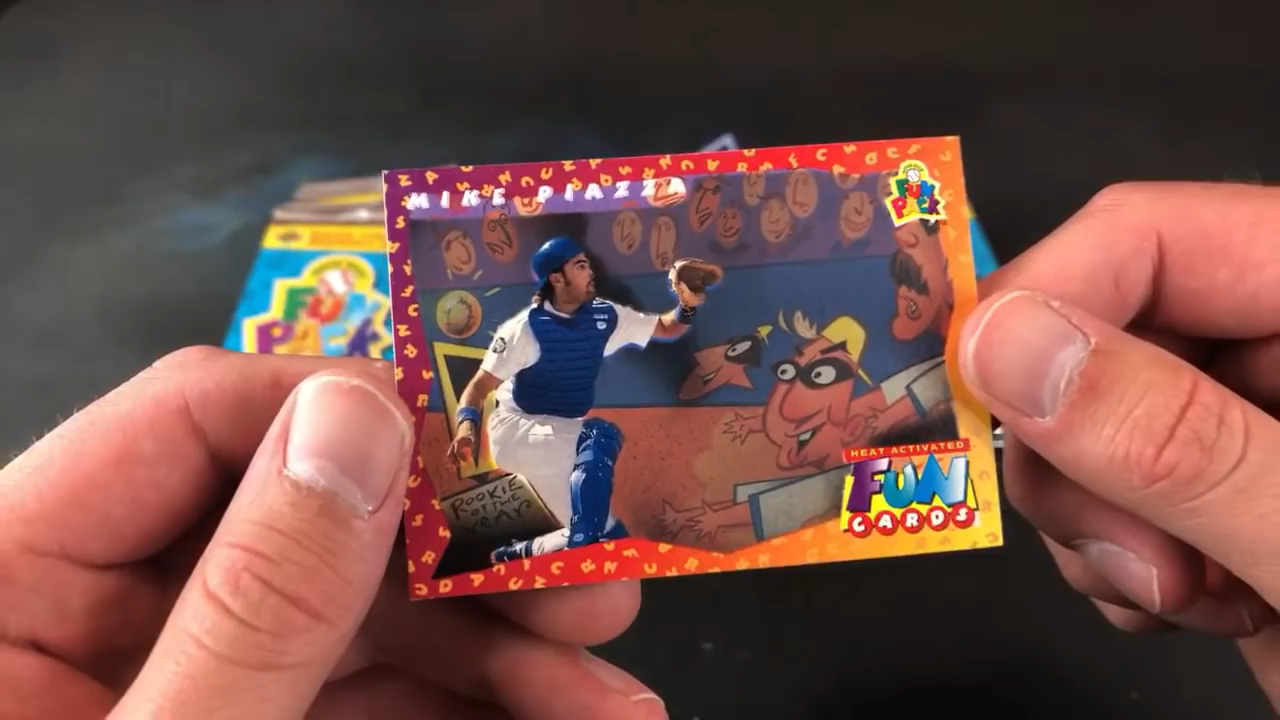 MIKE PIAZZA
FUN
PACK
FUN
PACK
ROOKIE
OF THE
YEAR
HEAT ACTIVATED
FUN
CARDS